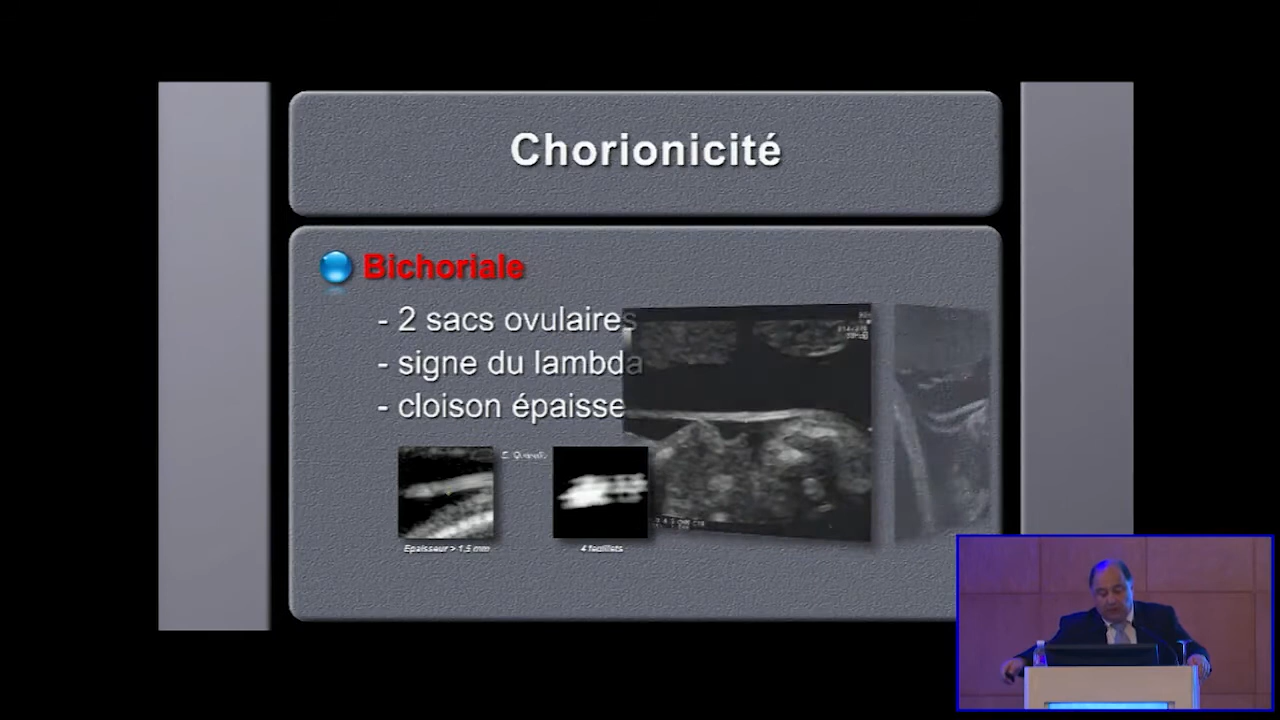 Chorionicité
Bichoriale
- 2 sacs ovulaires
- signe du lambda
- cloison épaisse
Epaisseur > 1,5 mm
4 feuillets